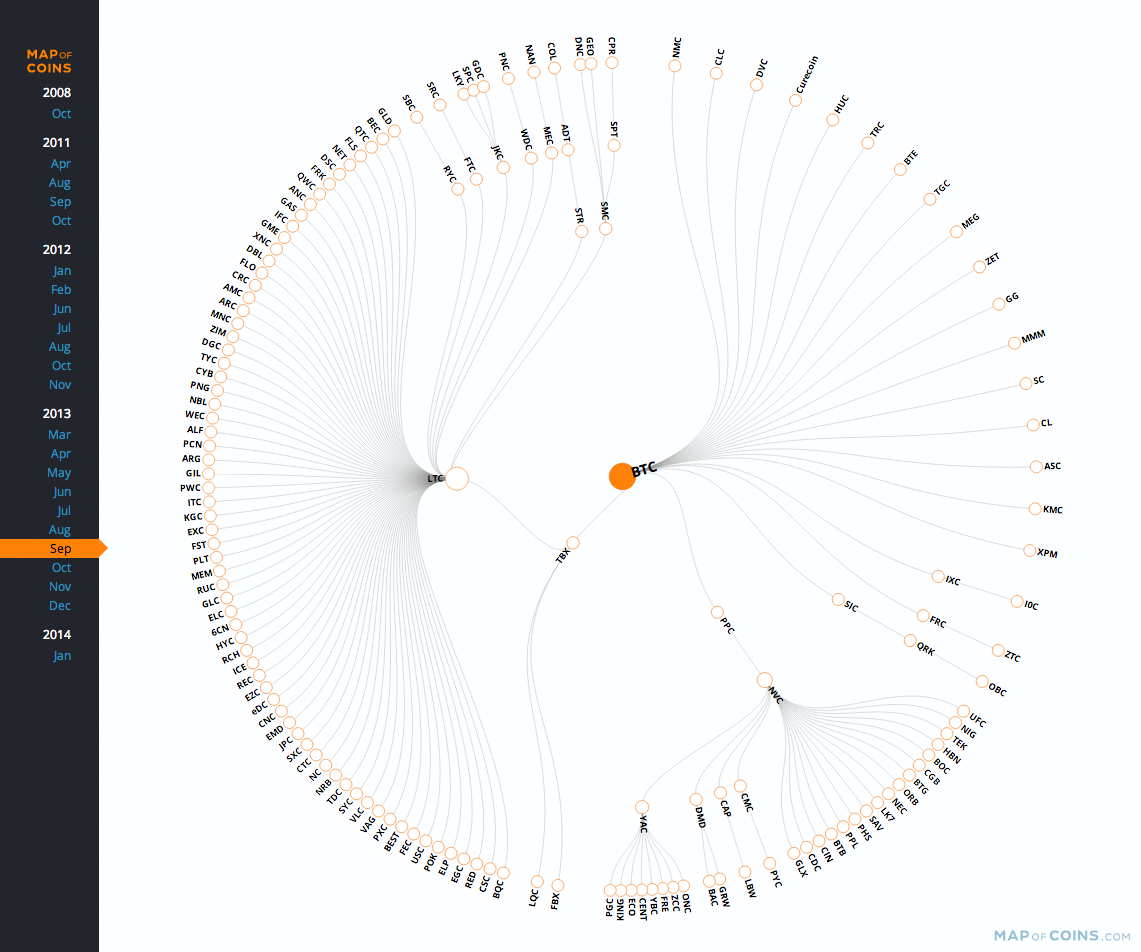 MAP OF
COINS
2008
Oct
2011
Apr
Aug
Sep
Oct
2012
Jan
Feb
Jun
Jul
Aug
Oct
Nov
2013
Mar
Apr
May
Jun
Jul
Aug
Sep
Oct
Nov
Dec
2014
Jan
BTC
NMC
CLC
DVC
Curecoin
HUC
TRC
BTE
TGC
MEG
ZET
GG
MMM
SC
CL
ASC
KMC
XPM
IXC
I0C
FRC
ZTC
SIC
QRK
OBC
PPC
NVC
UFC
NIG
TEK
HBN
BOC
CGB
BTG
ORB
NEC
LK7
SAV
PHS
PPL
BTB
CIN
CDC
GLX
CMC
PYC
CAP
LBW
DMD
GRW
BAC
YAC
ONC
ZCC
FRE
YBC
CENT
ECO
KING
PGC
TBX
FBX
LQC
LTC
BQC
CSC
RED
EGC
ELP
POK
USC
FEC
BEST
PXC
VAG
VLC
SYC
TDC
NRB
NC
CTC
SXC
JPC
EMD
CNC
eDC
EZC
REC
ICE
RCH
HYC
6CN
ELC
GLC
RUC
MEM
PLT
FST
EXC
KGC
ITC
PWC
GIL
ARG
PCN
ALF
WEC
NBL
PNG
CYB
TYC
DGC
ZIM
MNC
ARC
AMC
CRC
FLO
DBL
XNC
GME
IFC
GAS
ANC
QWC
FRK
DSC
NET
FLS
QTC
BEC
GLD
SBC
RYC
SRC
FTC
LKY
SPC
GDC
JKC
PNC
WDC
NAN
MEC
COL
ADT
STR
DNC
GEO
CPR
SPT
SMC
MAP OF COINS.COM